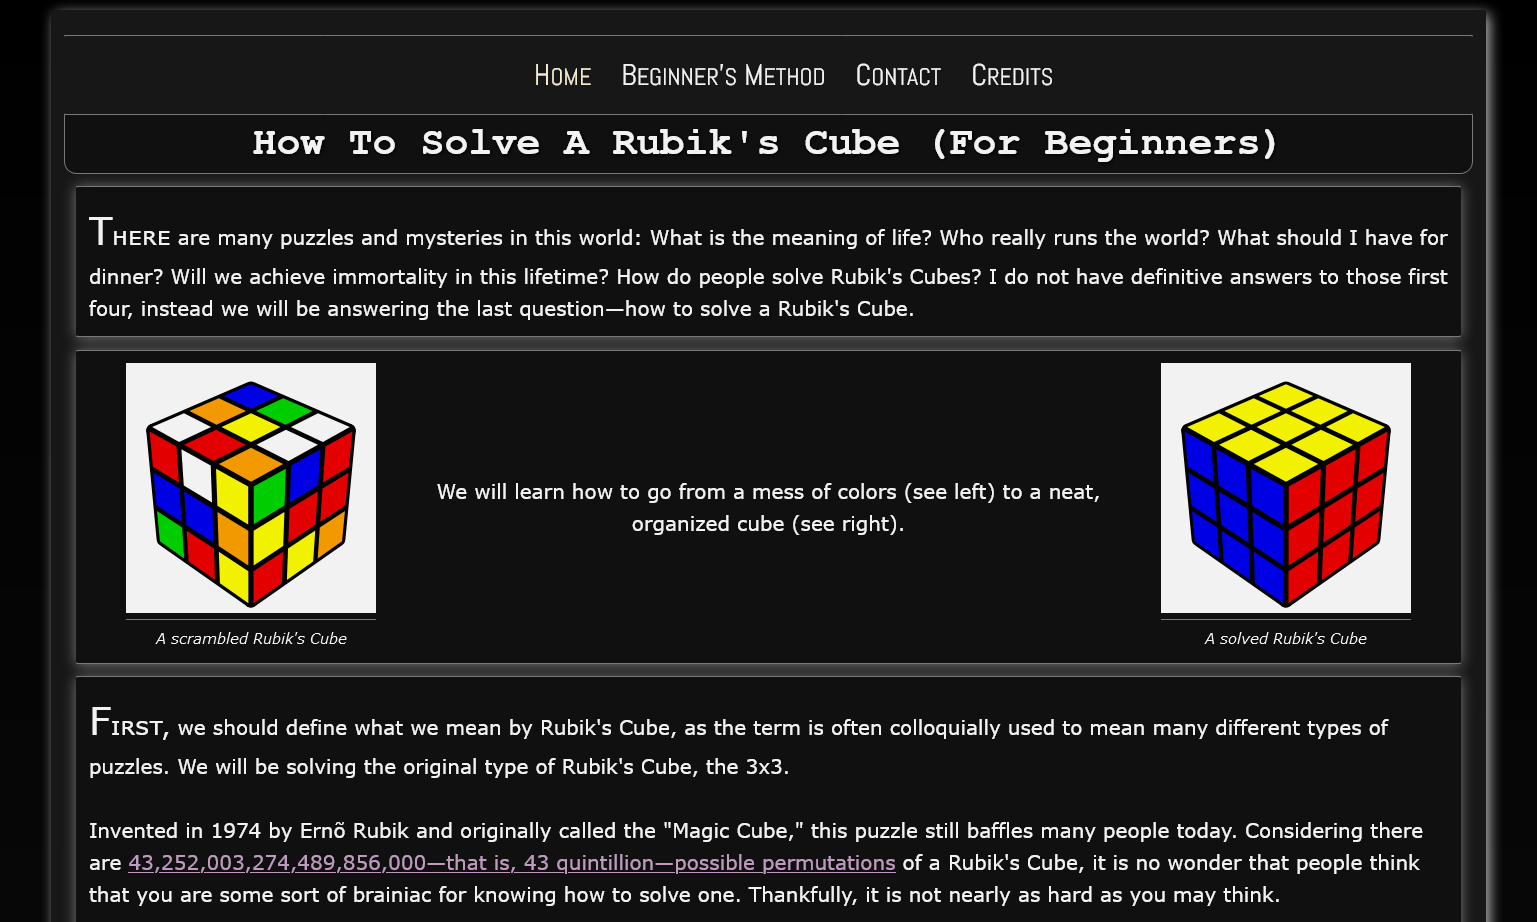 Home Beginner's Method Contact Credits
How To Solve A Rubik's Cube (For Beginners)
There are many puzzles and mysteries in this world: What is the meaning of life? Who really runs the world? What should I have for
dinner? Will we achieve immortality in this lifetime? How do people solve Rubik's Cubes? I do not have definitive answers to those first
four, instead we will be answering the last question—how to solve a Rubik's Cube.
We will learn how to go from a mess of colors (see left) to a neat,
organized cube (see right).
A scrambled Rubik's Cube
A solved Rubik's Cube
First, we should define what we mean by Rubik's Cube, as the term is often colloquially used to mean many different types of
puzzles. We will be solving the original type of Rubik's Cube, the 3x3.
Invented in 1974 by Ernõ Rubik and originally called the "Magic Cube," this puzzle still baffles many people today. Considering there
are 43,252,003,274,489,856,000—that is, 43 quintillion—possible permutations of a Rubik's Cube, it is no wonder that people think
that you are some sort of brainiac for knowing how to solve one. Thankfully, it is not nearly as hard as you may think.